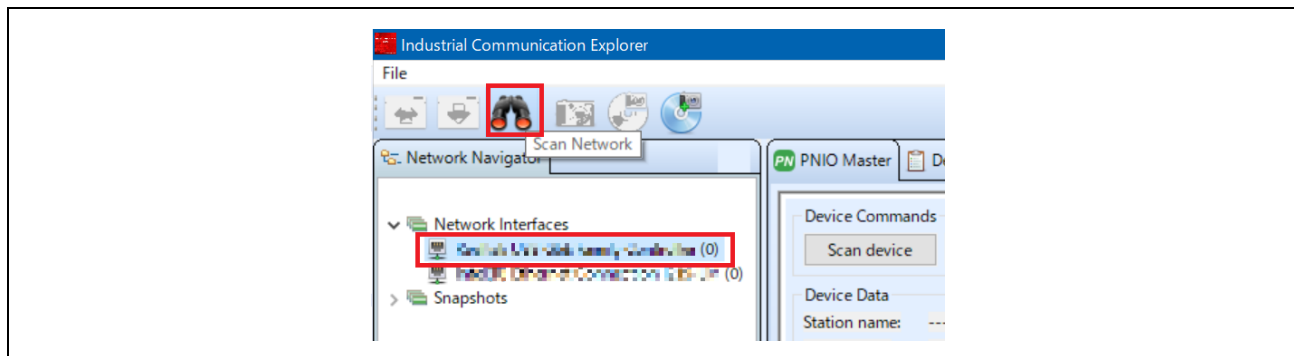 Industrial Communication Explorer
File
Scan Network
Network Navigator
PNIO Master
Network Interfaces
(0)
(0)
Snapshots
Device Commands
Scan device
Device Data
Station name: ---